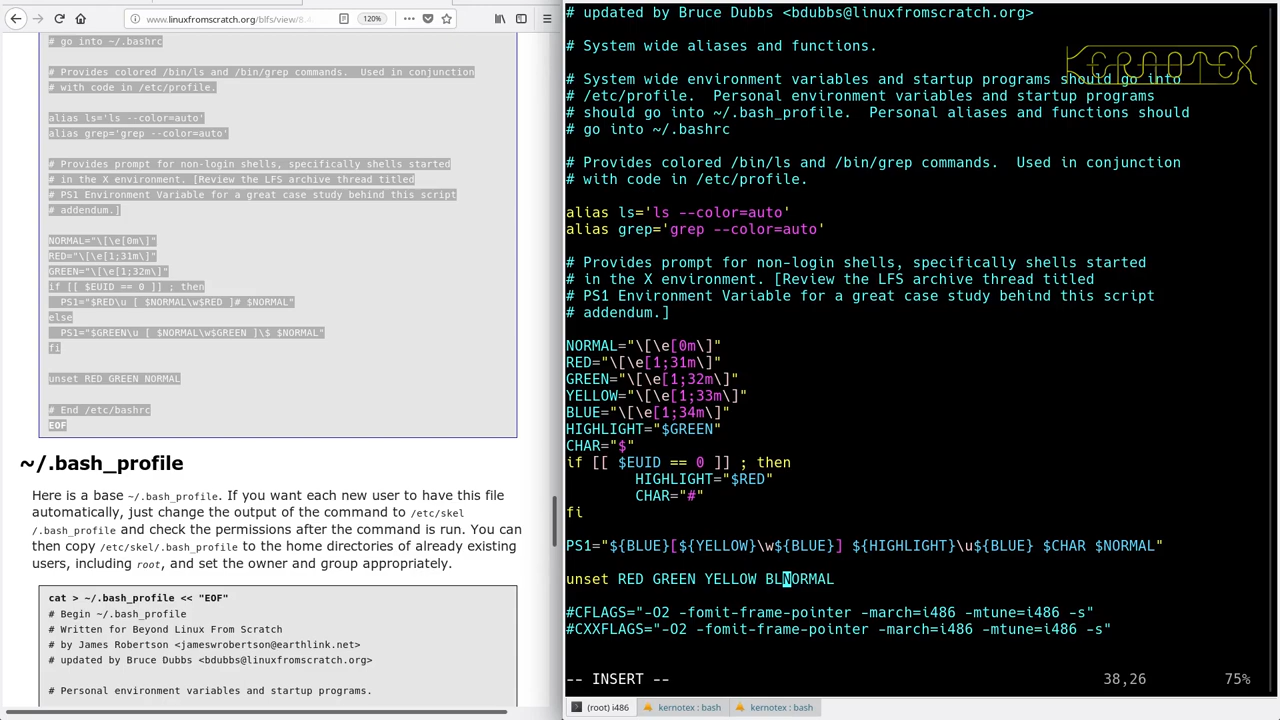 www.linuxfromscratch.org/blfs/view/8.
120%
# go into ~/.bashrc
# Provides colored /bin/ls and /bin/grep commands.  Used in conjunction
# with code in /etc/profile.
alias ls='ls --color=auto'
alias grep='grep --color=auto'
# Provides prompt for non-login shells, specifically shells started
# in the X environment. [Review the LFS archive thread titled
# PS1 Environment Variable for a great case study behind this script
# addendum.]
NORMAL="\[\e[0m\]"
RED="\[\e[1;31m\]"
GREEN="\[\e[1;32m\]"
if [[ $EUID == 0 ]] ; then
  PS1="$RED\u [ $NORMAL\w$RED ]# $NORMAL"
else
  PS1="$GREEN\u [ $NORMAL\w$GREEN ]\$ $NORMAL"
fi
unset RED GREEN NORMAL
# End /etc/bashrc
EOF
~/.bash_profile
Here is a base ~/.bash_profile. If you want each new user to have this file
automatically, just change the output of the command to /etc/skel
/.bash_profile and check the permissions after the command is run. You can
then copy /etc/skel/.bash_profile to the home directories of already existing
users, including root, and set the owner and group appropriately.
cat > ~/.bash_profile << "EOF"
# Begin ~/.bash_profile
# Written for Beyond Linux From Scratch
# by James Robertson <jameswrobertson@earthlink.net>
# updated by Bruce Dubbs <bdubbs@linuxfromscratch.org>
# Personal environment variables and startup programs.
# updated by Bruce Dubbs <bdubbs@linuxfromscratch.org>
# System wide aliases and functions.
# System wide environment variables and startup programs should go into
# /etc/profile.  Personal environment variables and startup programs
# should go into ~/.bash_profile.  Personal aliases and functions should
# go into ~/.bashrc
# Provides colored /bin/ls and /bin/grep commands.  Used in conjunction
# with code in /etc/profile.
alias ls='ls --color=auto'
alias grep='grep --color=auto'
# Provides prompt for non-login shells, specifically shells started
# in the X environment. [Review the LFS archive thread titled
# PS1 Environment Variable for a great case study behind this script
# addendum.]
NORMAL="\[\e[0m\]"
RED="\[\e[1;31m\]"
GREEN="\[\e[1;32m\]"
YELLOW="\[\e[1;33m\]"
BLUE="\[\e[1;34m\]"
HIGHLIGHT="$GREEN"
CHAR="$"
if [[ $EUID == 0 ]] ; then
        HIGHLIGHT="$RED"
        CHAR="#"
fi
PS1="${BLUE}[${YELLOW}\w${BLUE}] ${HIGHLIGHT}\u${BLUE} $CHAR $NORMAL"
unset RED GREEN YELLOW BLNORMAL
#CFLAGS="-O2 -fomit-frame-pointer -march=i486 -mtune=i486 -s"
#CXXFLAGS="-O2 -fomit-frame-pointer -march=i486 -mtune=i486 -s"
-- INSERT --
38,26
75%
(root) i486
kernotex : bash
kernotex : bash
KERNOTEX